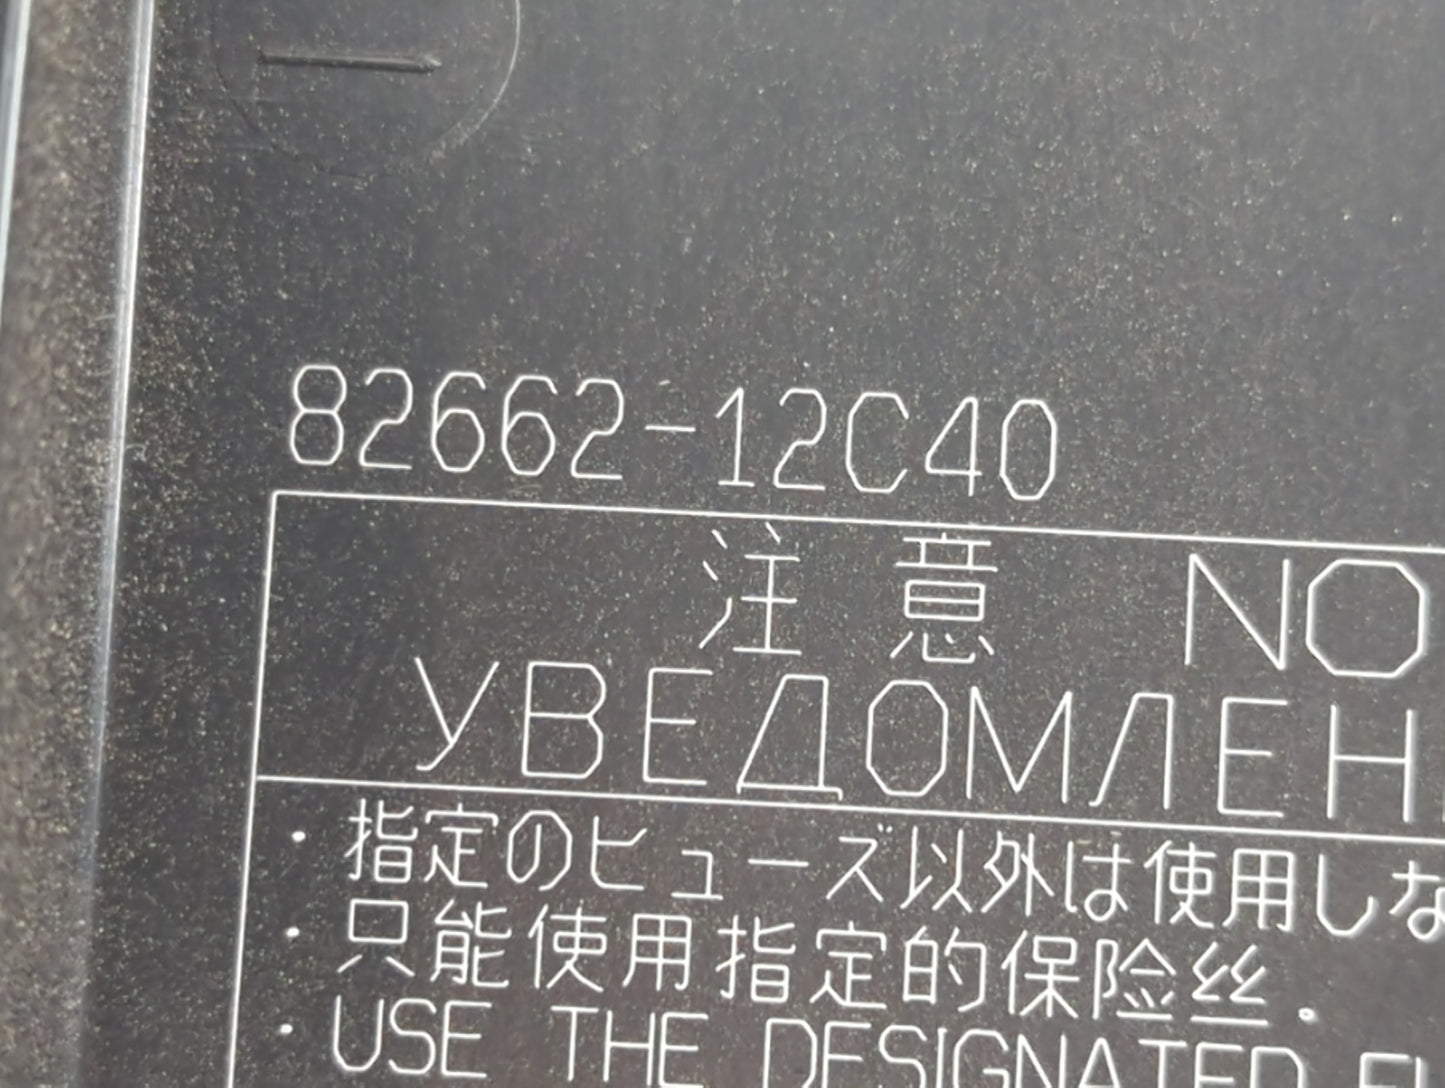 82662-12C40
注 意 NO
УВЕДОМЛЕН
・指定のヒューズ以外は使用しな
・只能使用指定的保险丝.
・USE THE DESIGNATED FU